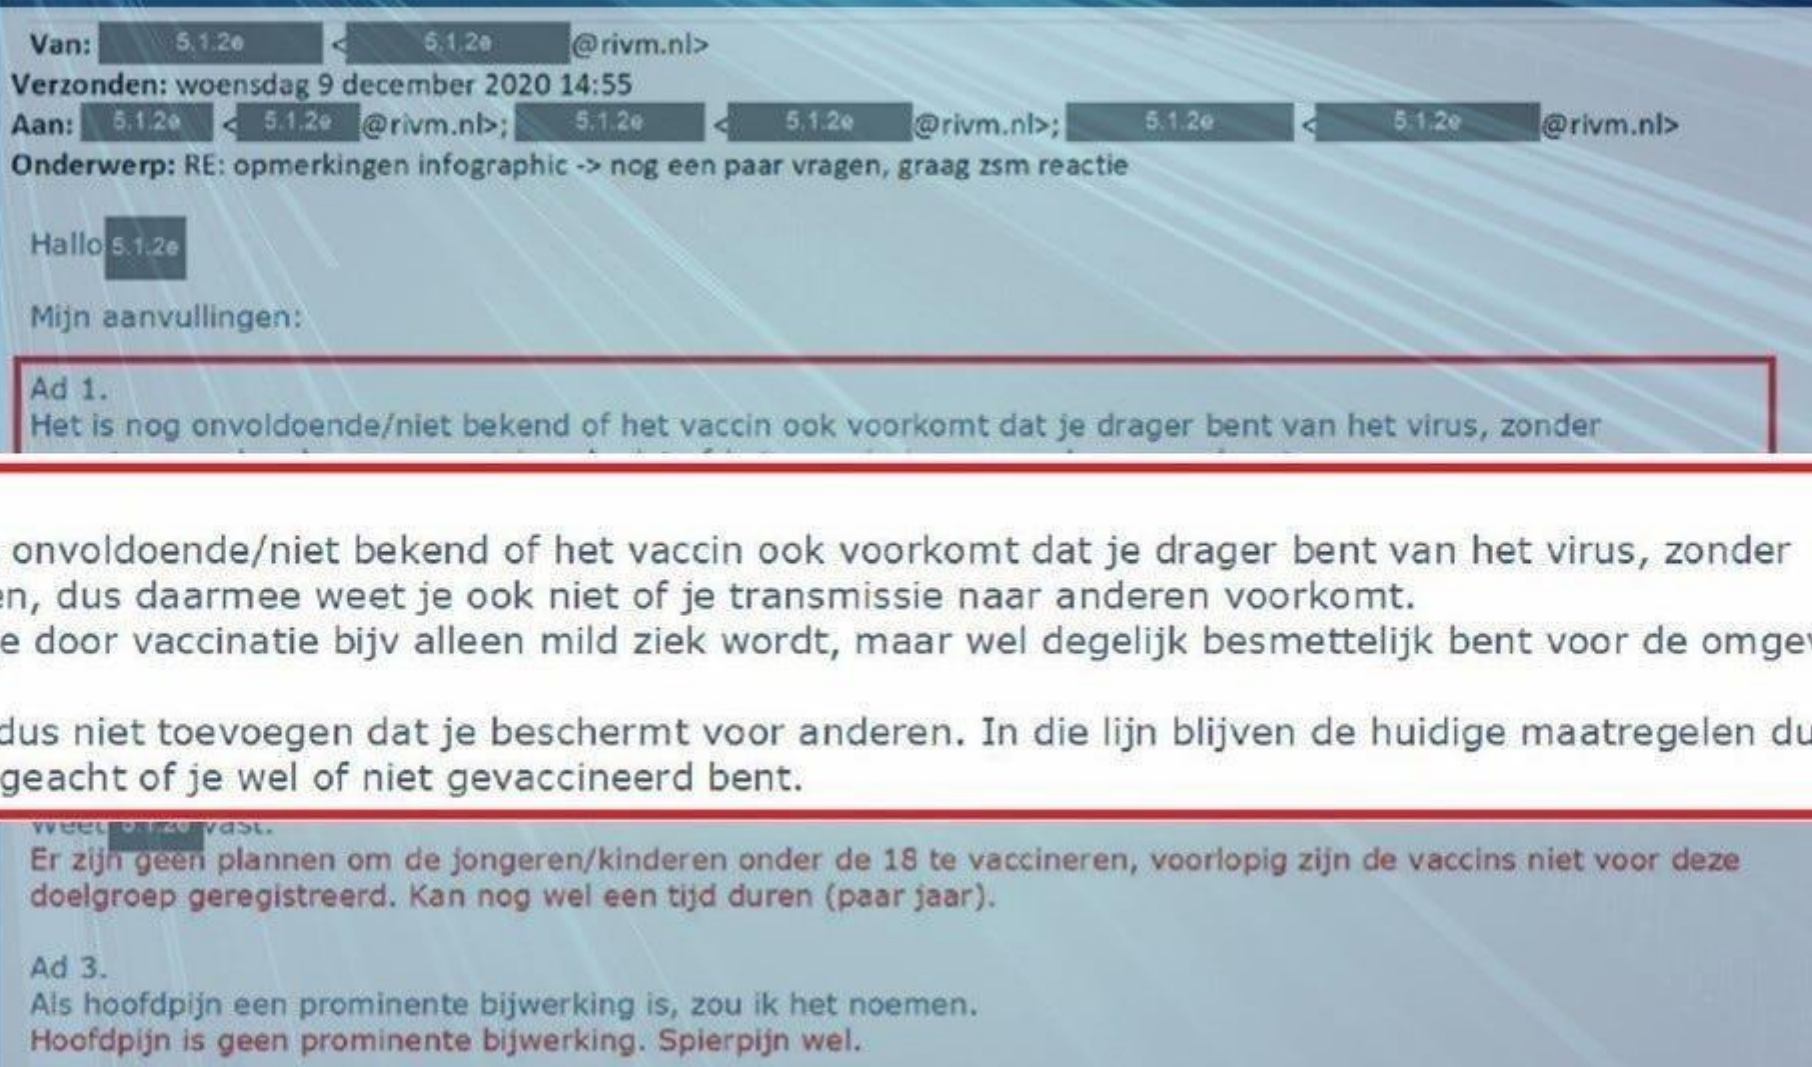 Van: 5.1.2e < 5.1.2e @rivm.nl>
Verzonden: woensdag 9 december 2020 14:55
Aan: 5.1.2e < 5.1.2e @rivm.nl>; 5.1.2e < 5.1.2e @rivm.nl>; 5.1.2e < 5.1.2e @rivm.nl>
Onderwerp: RE: opmerkingen infographic -> nog een paar vragen, graag zsm reactie
Hallo 5.1.2e
Mijn aanvullingen:
Ad 1.
Het is nog onvoldoende/niet bekend of het vaccin ook voorkomt dat je drager bent van het virus, zonder
onvoldoende/niet bekend of het vaccin ook voorkomt dat je drager bent van het virus, zonder
en, dus daarmee weet je ook niet of je transmissie naar anderen voorkomt.
e door vaccinatie bijv alleen mild ziek wordt, maar wel degelijk besmettelijk bent voor de omgev
dus niet toevoegen dat je beschermt voor anderen. In die lijn blijven de huidige maatregelen du
geacht of je wel of niet gevaccineerd bent.
Weet 5.1.2e vast.
Er zijn geen plannen om de jongeren/kinderen onder de 18 te vaccineren, voorlopig zijn de vaccins niet voor deze
doelgroep geregistreerd. Kan nog wel een tijd duren (paar jaar).
Ad 3.
Als hoofdpijn een prominente bijwerking is, zou ik het noemen.
Hoofdpijn is geen prominente bijwerking. Spierpijn wel.